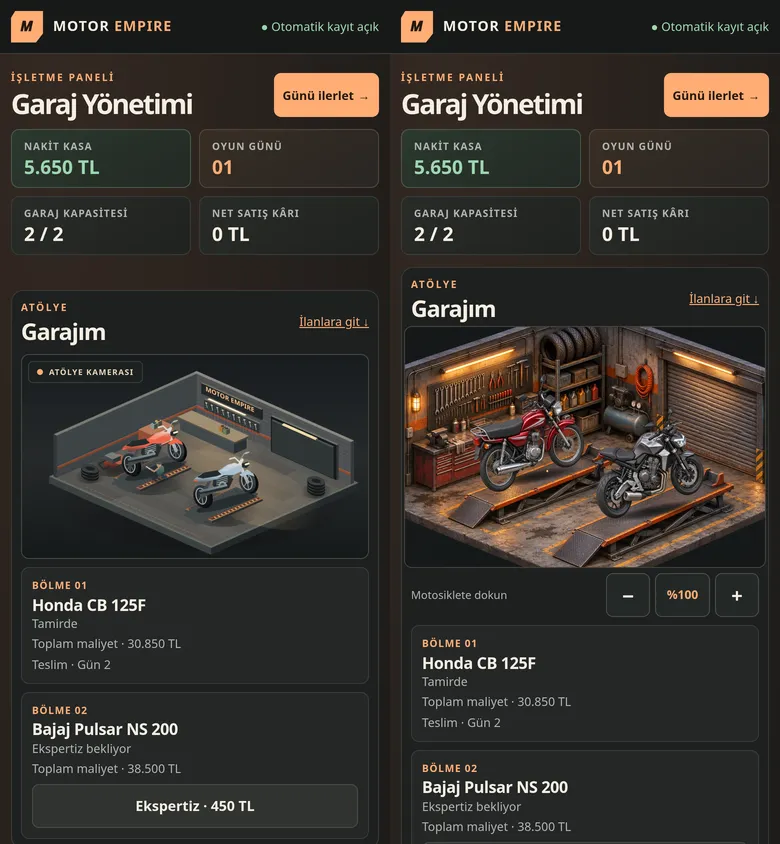 M MOTOR EMPIRE
● Otomatik kayıt açık
İŞLETME PANELİ
Garaj Yönetimi
Günü ilerlet →
NAKİT KASA
5.650 TL
OYUN GÜNÜ
01
GARAJ KAPASİTESİ
2 / 2
NET SATIŞ KÂRI
0 TL
ATÖLYE
Garajım
İlanlara git ↓
ATÖLYE KAMERASI
MOTOR EMPIRE
BÖLME 01
Honda CB 125F
Tamirde
Toplam maliyet · 30.850 TL
Teslim · Gün 2
BÖLME 02
Bajaj Pulsar NS 200
Ekspertiz bekliyor
Toplam maliyet · 38.500 TL
Ekspertiz · 450 TL
M MOTOR EMPIRE
● Otomatik kayıt açık
İŞLETME PANELİ
Garaj Yönetimi
Günü ilerlet →
NAKİT KASA
5.650 TL
OYUN GÜNÜ
01
GARAJ KAPASİTESİ
2 / 2
NET SATIŞ KÂRI
0 TL
ATÖLYE
Garajım
İlanlara git ↓
Motosiklete dokun
− %100 +
BÖLME 01
Honda CB 125F
Tamirde
Toplam maliyet · 30.850 TL
Teslim · Gün 2
BÖLME 02
Bajaj Pulsar NS 200
Ekspertiz bekliyor
Toplam maliyet · 38.500 TL